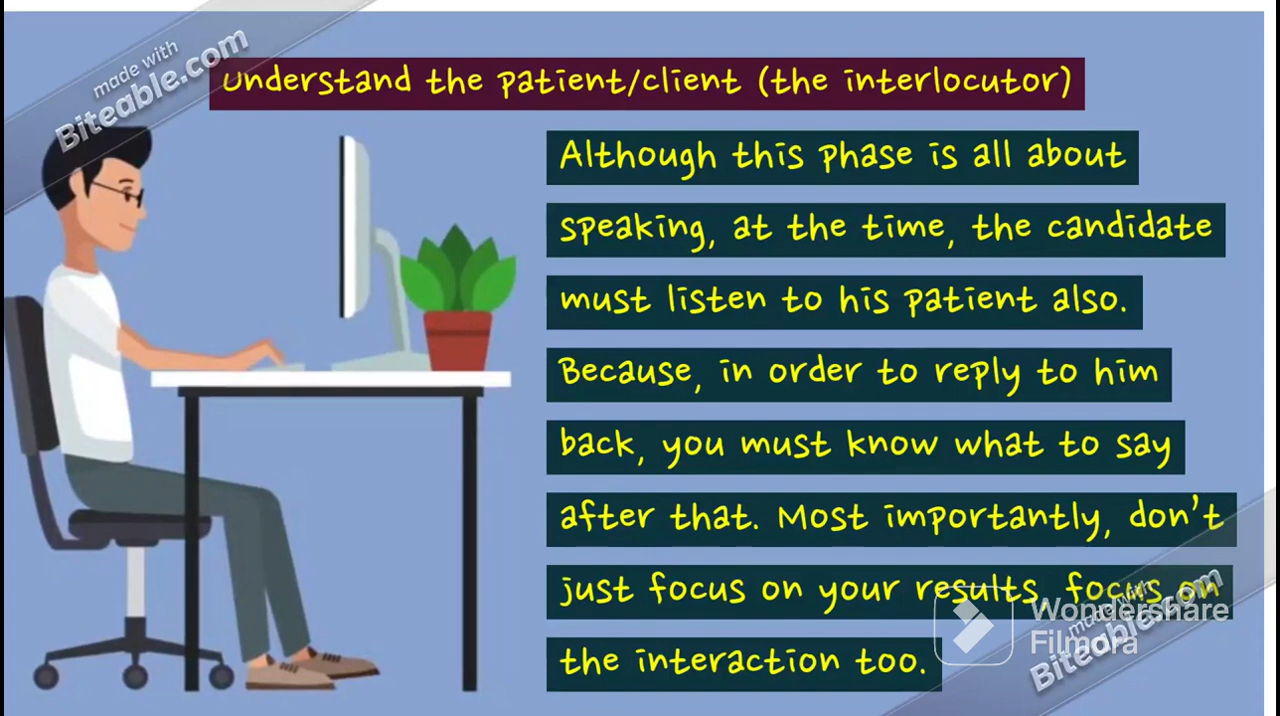 made with
Biteable.com
Understand the patient/client (the interlocutor)
Although this phase is all about
speaking, at the time, the candidate
must listen to his patient also.
Because, in order to reply to him
back, you must know what to say
after that. Most importantly, don't
just focus on your results, focus on
the interaction too.
Wondershare
Filmora
made with
Biteable.com